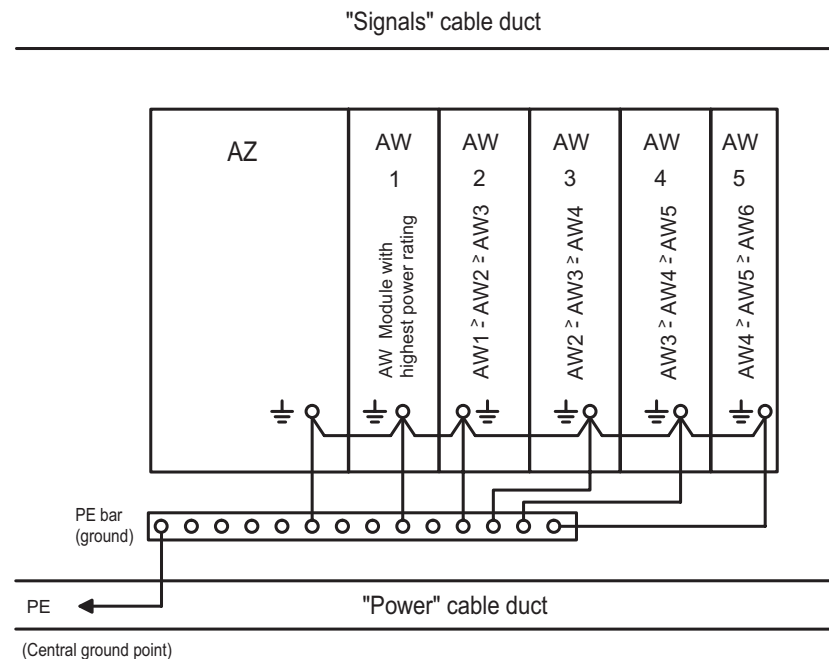 "Signals" cable duct
AZ
AW
1
AW Module with
highest power rating
AW
2
AW1 ≥ AW2 ≥ AW3
AW
3
AW2 ≥ AW3 ≥ AW4
AW
4
AW3 ≥ AW4 ≥ AW5
AW
5
AW4 ≥ AW5 ≥ AW6
PE bar
(ground)
PE
"Power" cable duct
(Central ground point)